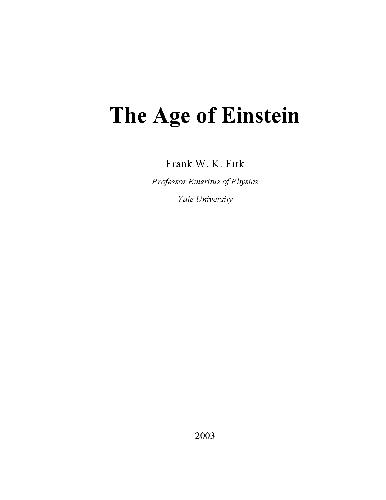 The Age of Einstein
Frank W. K. Firk
Professor Emeritus of Physics
Yale University
2003